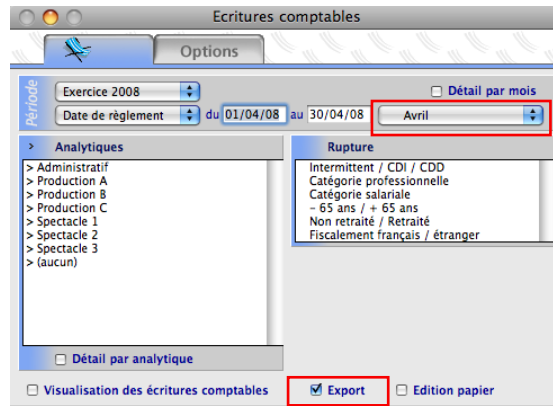 Ecritures comptables
Options
Période
Exercice 2008
Détail par mois
Date de règlement du 01/04/08 au 30/04/08 Avril
> Analytiques
> Administratif
> Production A
> Production B
> Production C
> Spectacle 1
> Spectacle 2
> Spectacle 3
> (aucun)
Détail par analytique
Rupture
Intermittent / CDI / CDD
Catégorie professionnelle
Catégorie salariale
- 65 ans / + 65 ans
Non retraité / Retraité
Fiscalement français / étranger
Visualisation des écritures comptables Export Edition papier